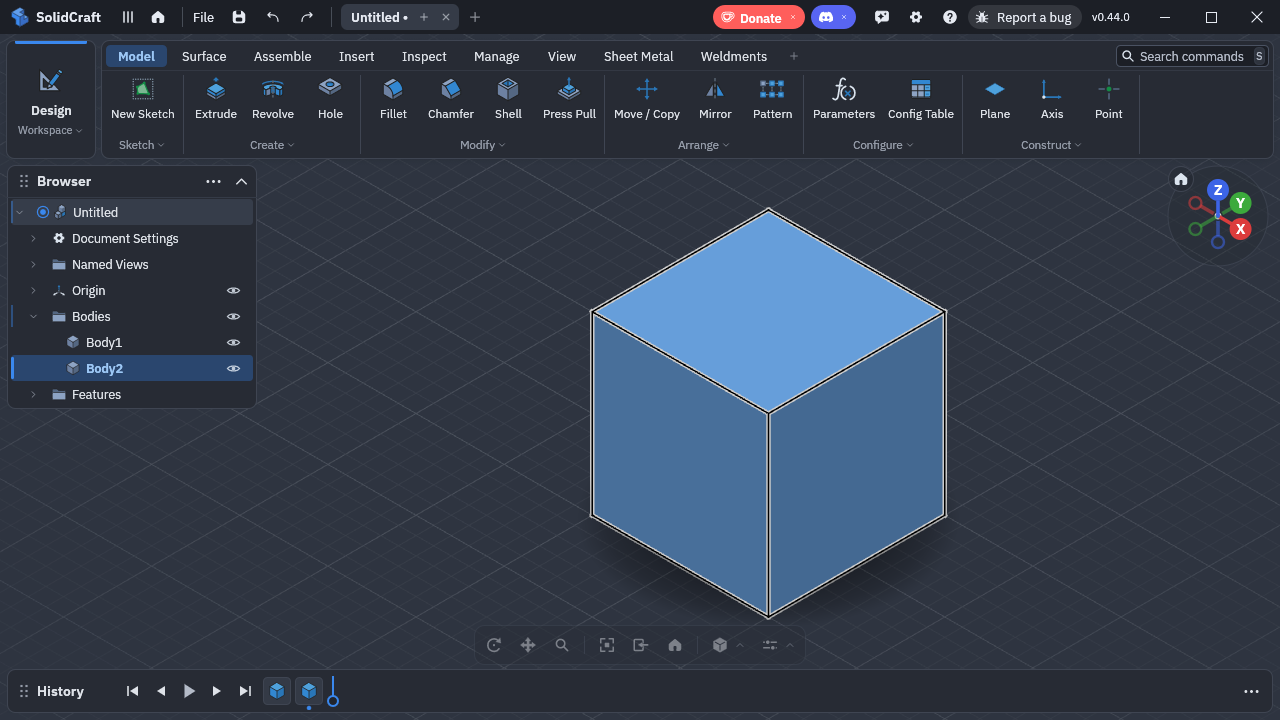 SolidCraft File Untitled • Donate Report a bug v0.44.0
Model Surface Assemble Insert Inspect Manage View Sheet Metal Weldments Search commands S
Design
Workspace
New Sketch Extrude Revolve Hole Fillet Chamfer Shell Press Pull Move / Copy Mirror Pattern Parameters Config Table Plane Axis Point
Sketch Create Modify Arrange Configure Construct
Browser
Untitled
Document Settings
Named Views
Origin
Bodies
Body1
Body2
Features
Z
Y
X
History